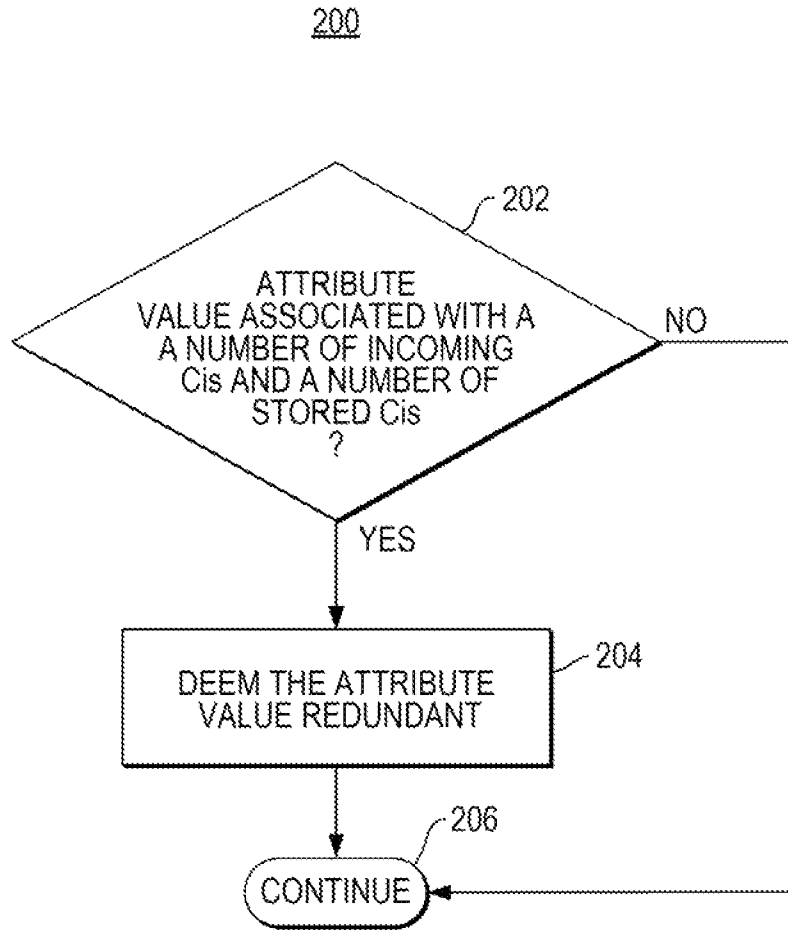 200
202
ATTRIBUTE
VALUE ASSOCIATED WITH A
A NUMBER OF INCOMING
Cis AND A NUMBER OF
STORED Cis
?
NO
YES
204
DEEM THE ATTRIBUTE
VALUE REDUNDANT
206
CONTINUE